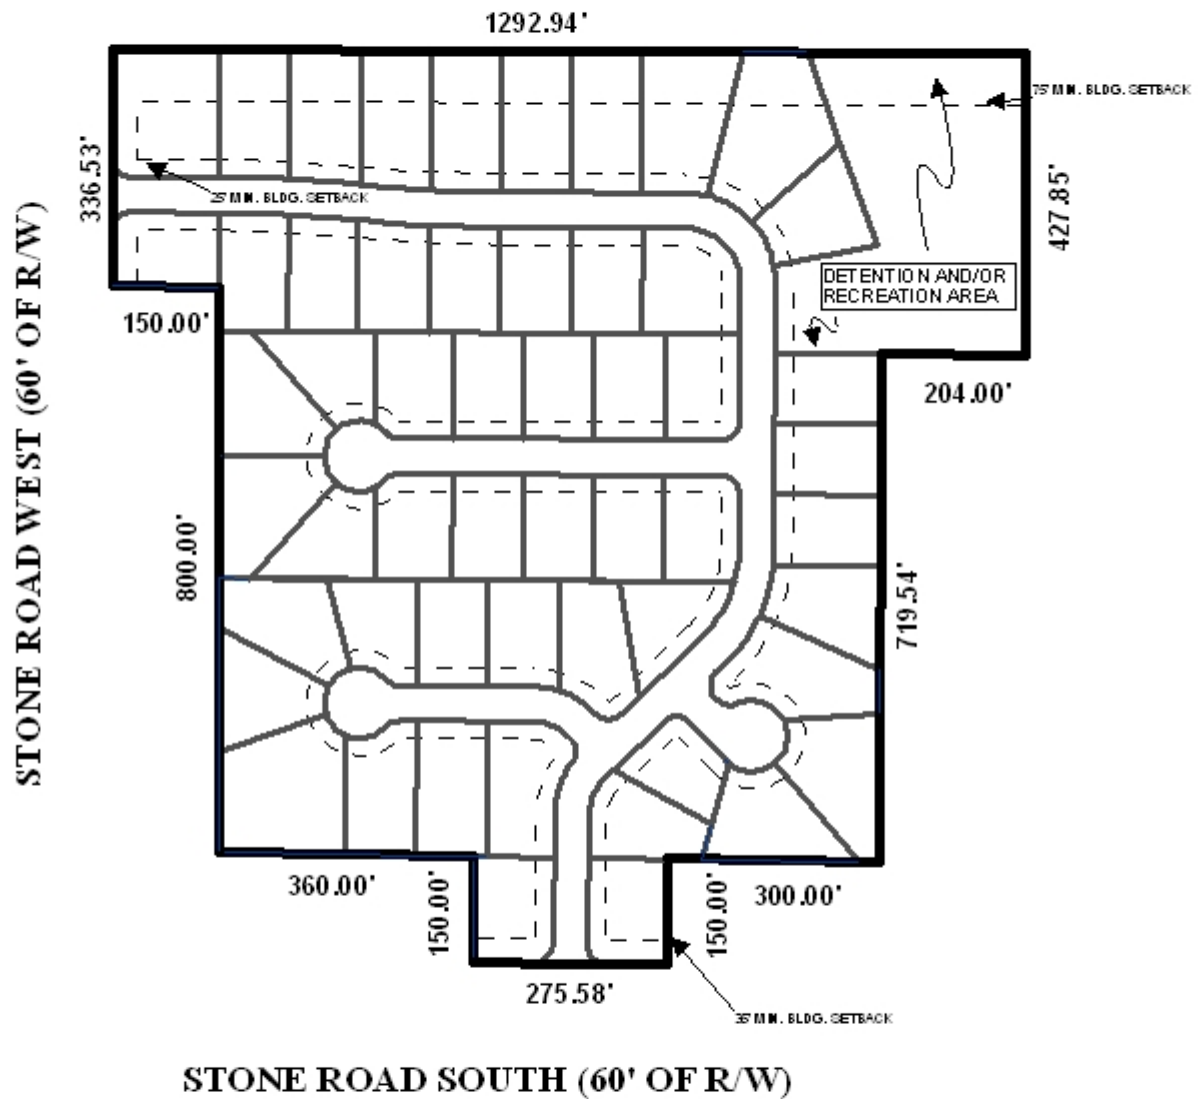 1292.94'
75' MIN. BLDG. SETBACK
336.53'
25' MIN. BLDG. SETBACK
427.85'
STONE ROAD WEST (60' OF R/W)
DETENTION AND/OR
RECREATION AREA
150.00'
204.00'
800.00'
719.54'
360.00'
150.00'
150.00'
300.00'
275.58'
35' MIN. BLDG. SETBACK
STONE ROAD SOUTH (60' OF R/W)